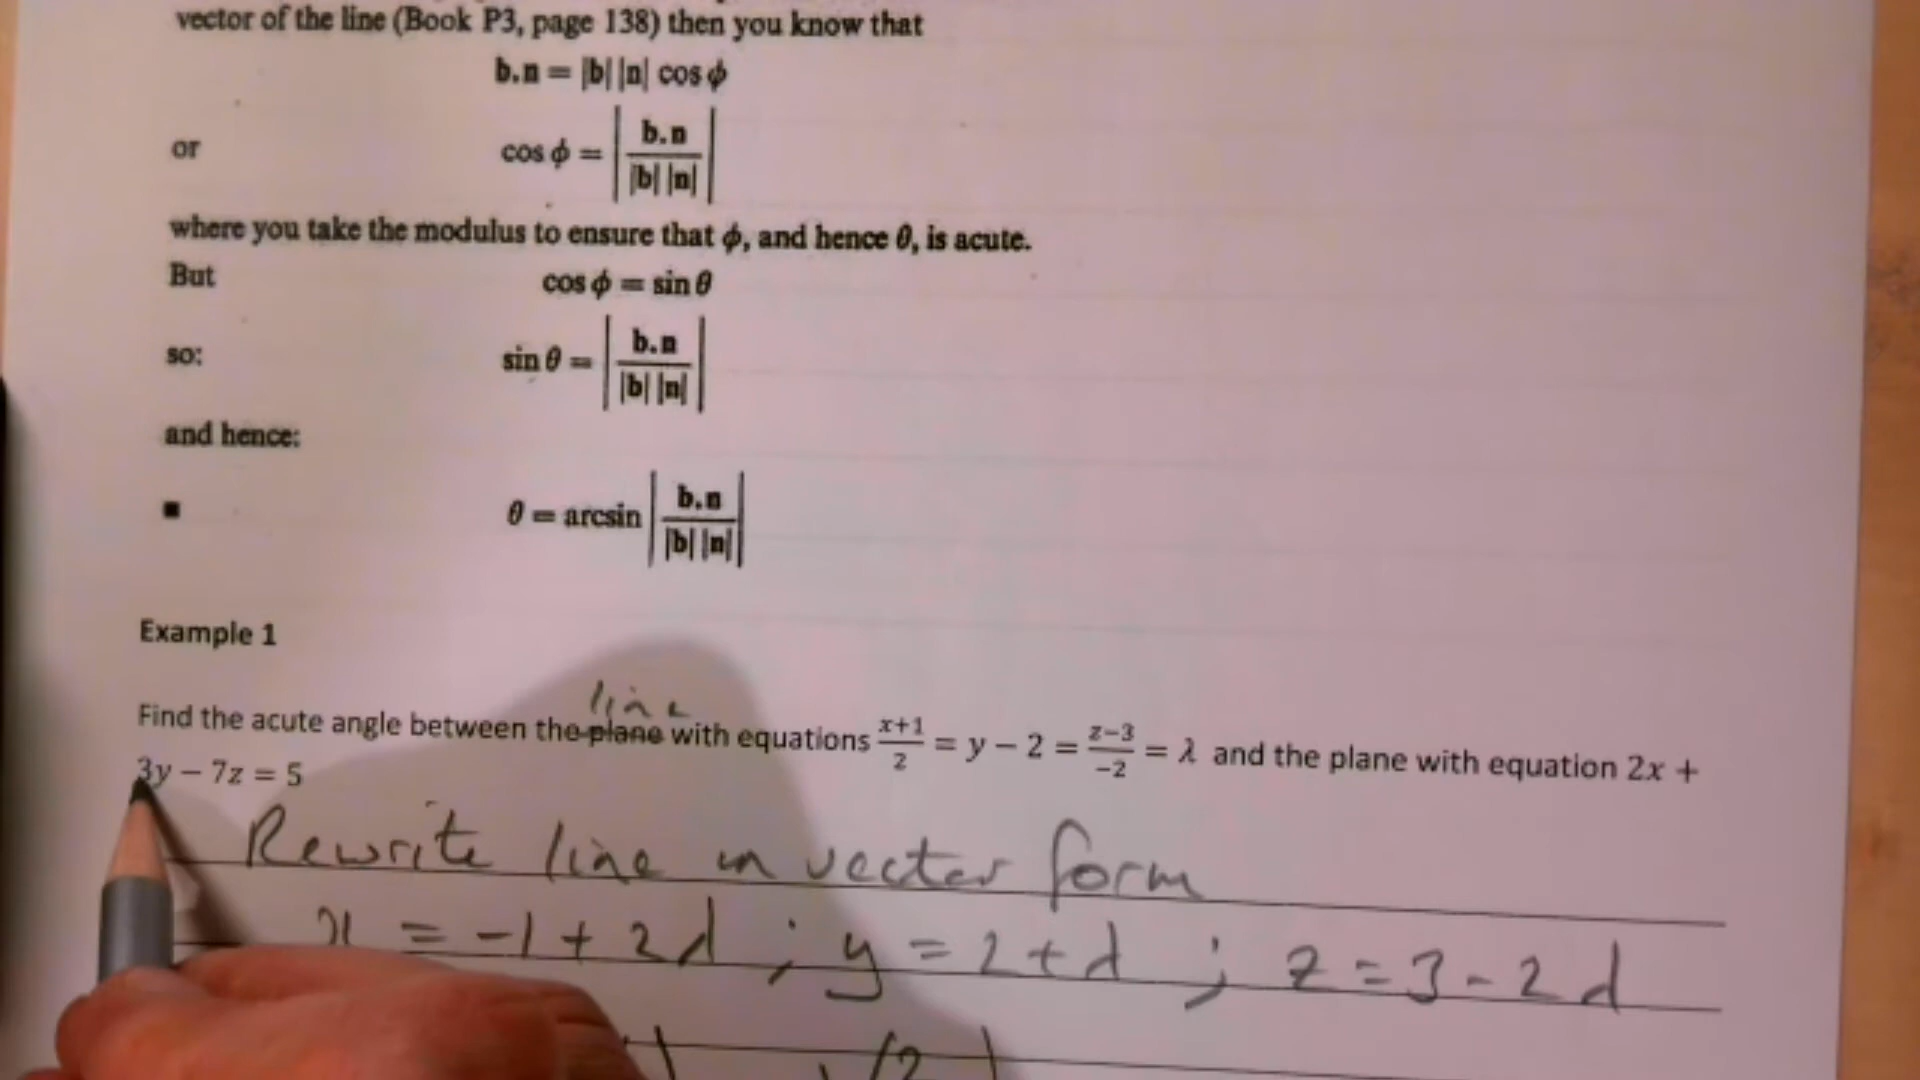 vector of the line (Book P3, page 138) then you know that
b.n = |b| |n| cos ϕ
or cos ϕ = | b.n / |b| |n| |
where you take the modulus to ensure that ϕ, and hence θ, is acute.
But cos ϕ = sin θ
so: sin θ = | b.n / |b| |n| |
and hence:
■ θ = arcsin | b.n / |b| |n| |
Example 1
line
Find the acute angle between the plane with equations x+1/2 = y − 2 = z−3/−2 = λ and the plane with equation 2x +
3y − 7z = 5
Rewrite line in vector form
x = -1 + 2λ ; y = 2 + λ ; z = 3 - 2λ